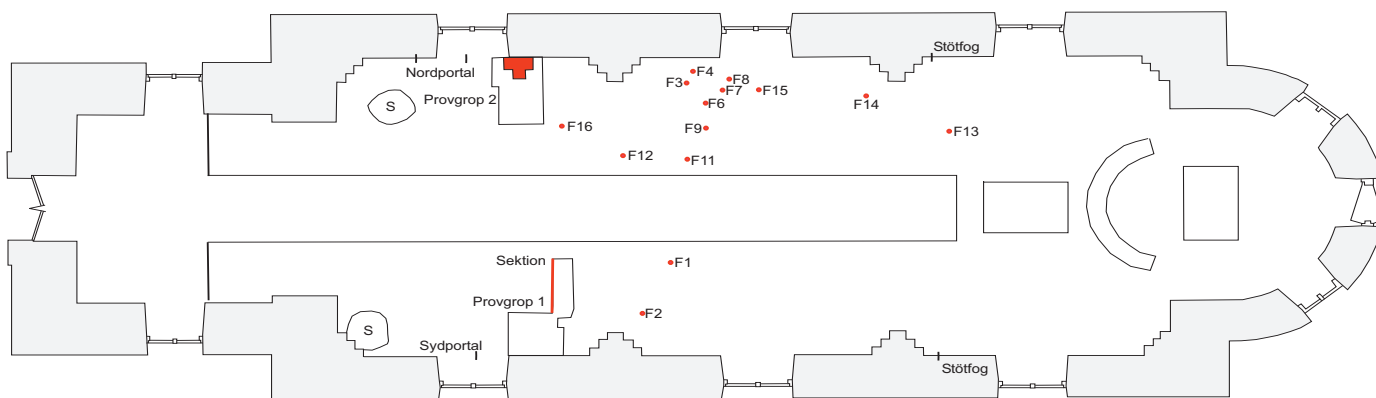 Stötfog
Nordportal
F4
F3
F8
F7
F15
F14
Provgrop 2
S
F6
F16
F9
F13
F12
F11
Sektion
F1
Provgrop 1
F2
S
Sydportal
Stötfog